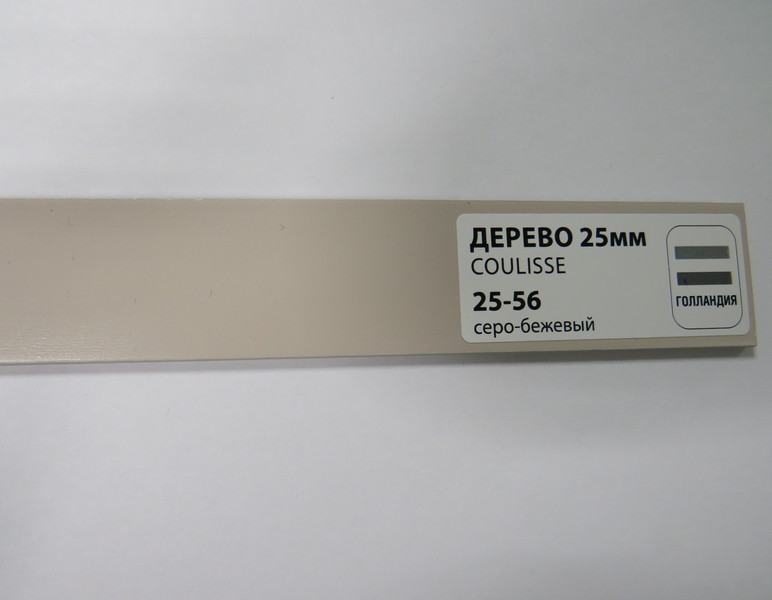 ДЕРЕВО 25мм
COULISSE
25-56
серо-бежевый
ГОЛЛАНДИЯ